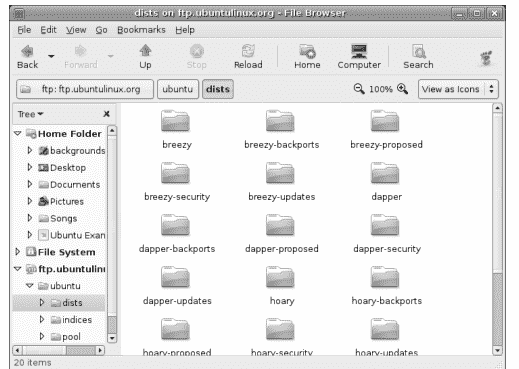 dists on ftp.ubuntulinux.org - File Browser
File Edit View Go Bookmarks Help
Back Forward Up Stop Reload Home Computer Search
ftp: ftp.ubuntulinux.org ubuntu dists 100% View as Icons
Tree
Home Folder
backgrounds
Desktop
Documents
Pictures
Songs
Ubuntu Exan
File System
ftp.ubuntulinu
ubuntu
dists
indices
pool
breezy breezy-backports breezy-proposed
breezy-security breezy-updates dapper
dapper-backports dapper-proposed dapper-security
dapper-updates hoary hoary-backports
hoary-proposed hoary-security hoary-updates
20 items